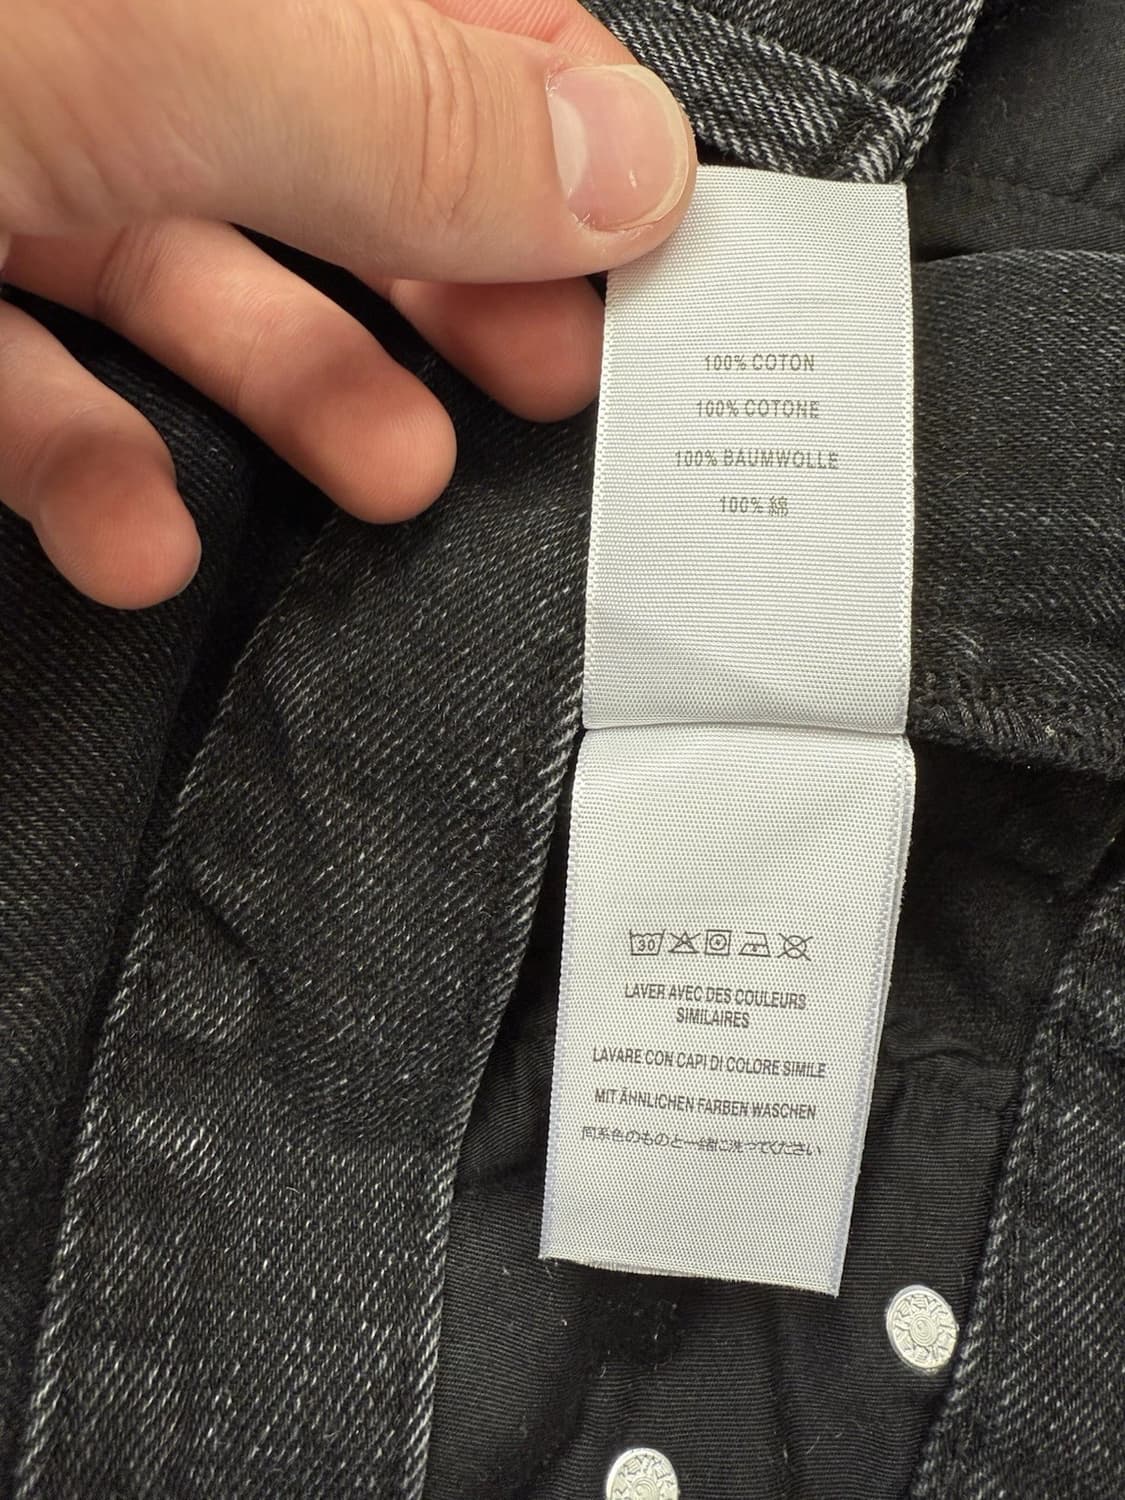 100% COTON
100% COTONE
100% BAUMWOLLE
100% 綿
30
LAVER AVEC DES COULEURS
SIMILAIRES
LAVARE CON CAPI DI COLORE SIMILE
MIT ÄHNLICHEN FARBEN WASCHEN
同系色のものと一緒に洗ってください